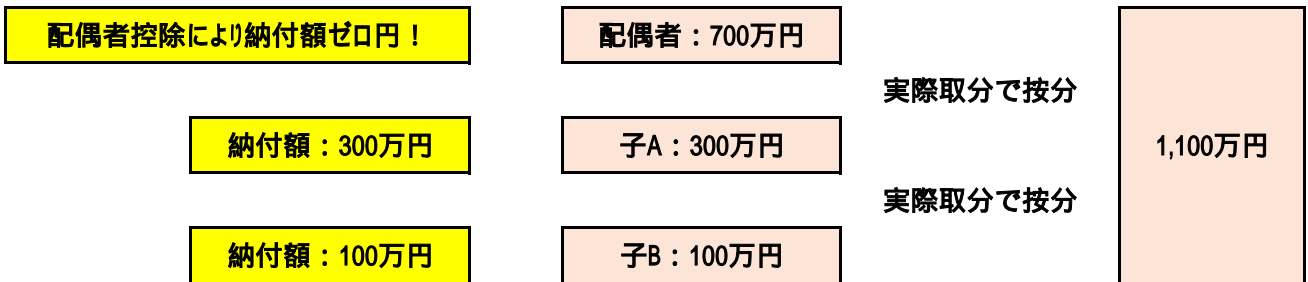 配偶者控除により納付額ゼロ円！
配偶者：700万円
実際取分で按分
納付額：300万円
子A：300万円
1,100万円
実際取分で按分
納付額：100万円
子B：100万円